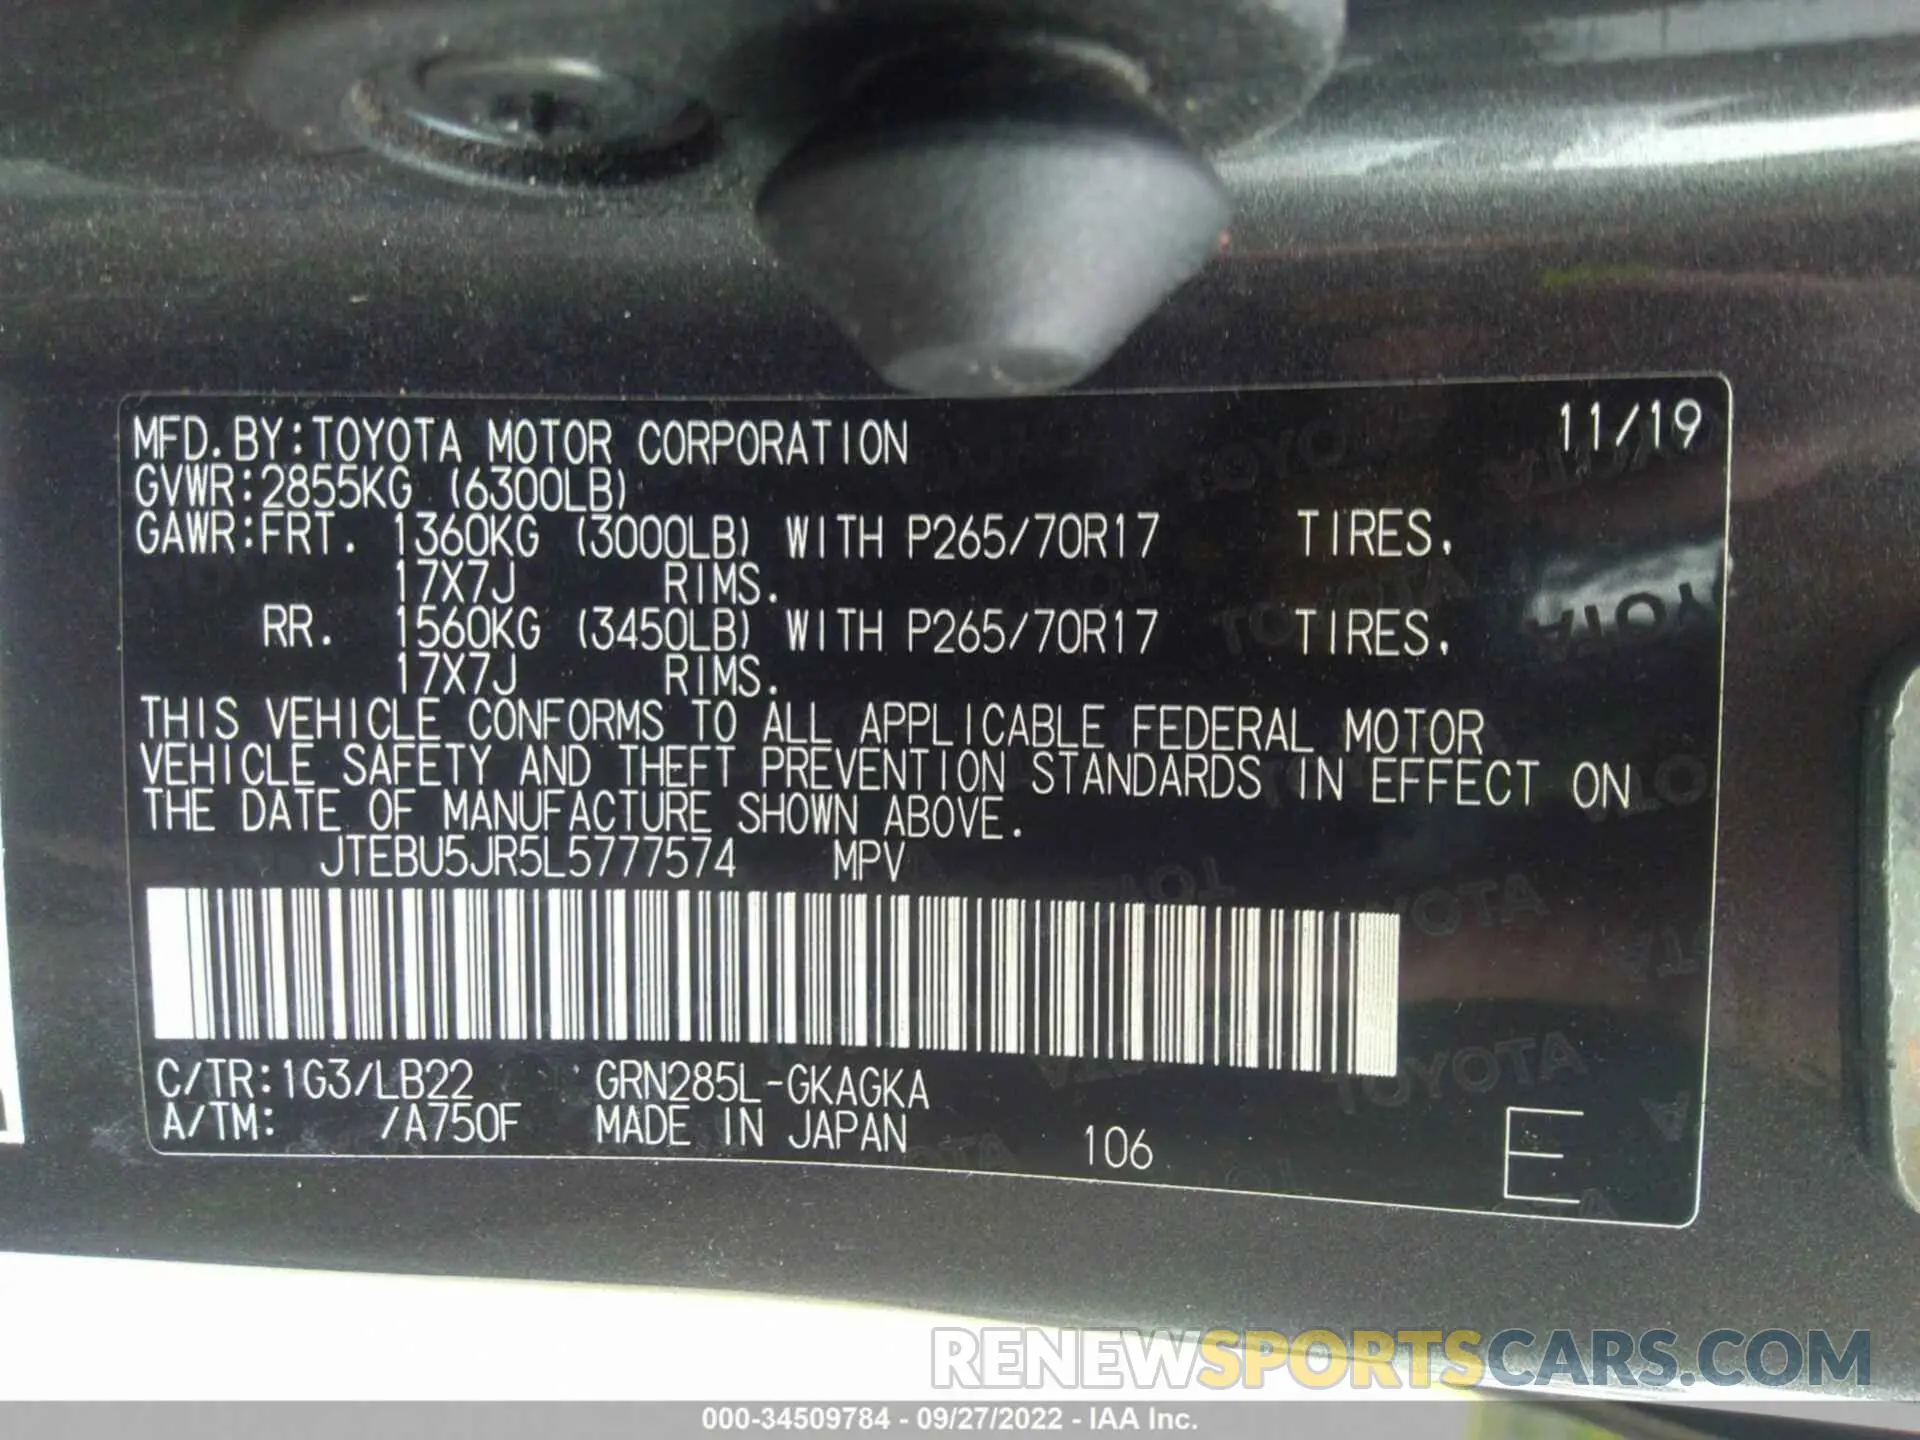 MFD.BY:TOYOTA MOTOR CORPORATION 11/19
GVWR:2855KG (6300LB)
GAWR:FRT. 1360KG (3000LB) WITH P265/70R17 TIRES,
17X7J RIMS.
RR. 1560KG (3450LB) WITH P265/70R17 TIRES,
17X7J RIMS.
THIS VEHICLE CONFORMS TO ALL APPLICABLE FEDERAL MOTOR
VEHICLE SAFETY AND THEFT PREVENTION STANDARDS IN EFFECT ON
THE DATE OF MANUFACTURE SHOWN ABOVE.
JTEBU5JR5L5777574 MPV
C/TR:1G3/LB22 GRN285L-GKAGKA
A/TM: /A750F MADE IN JAPAN 106 E
RENEWSPORTSCARS.COM
000-34509784 - 09/27/2022 - IAA Inc.